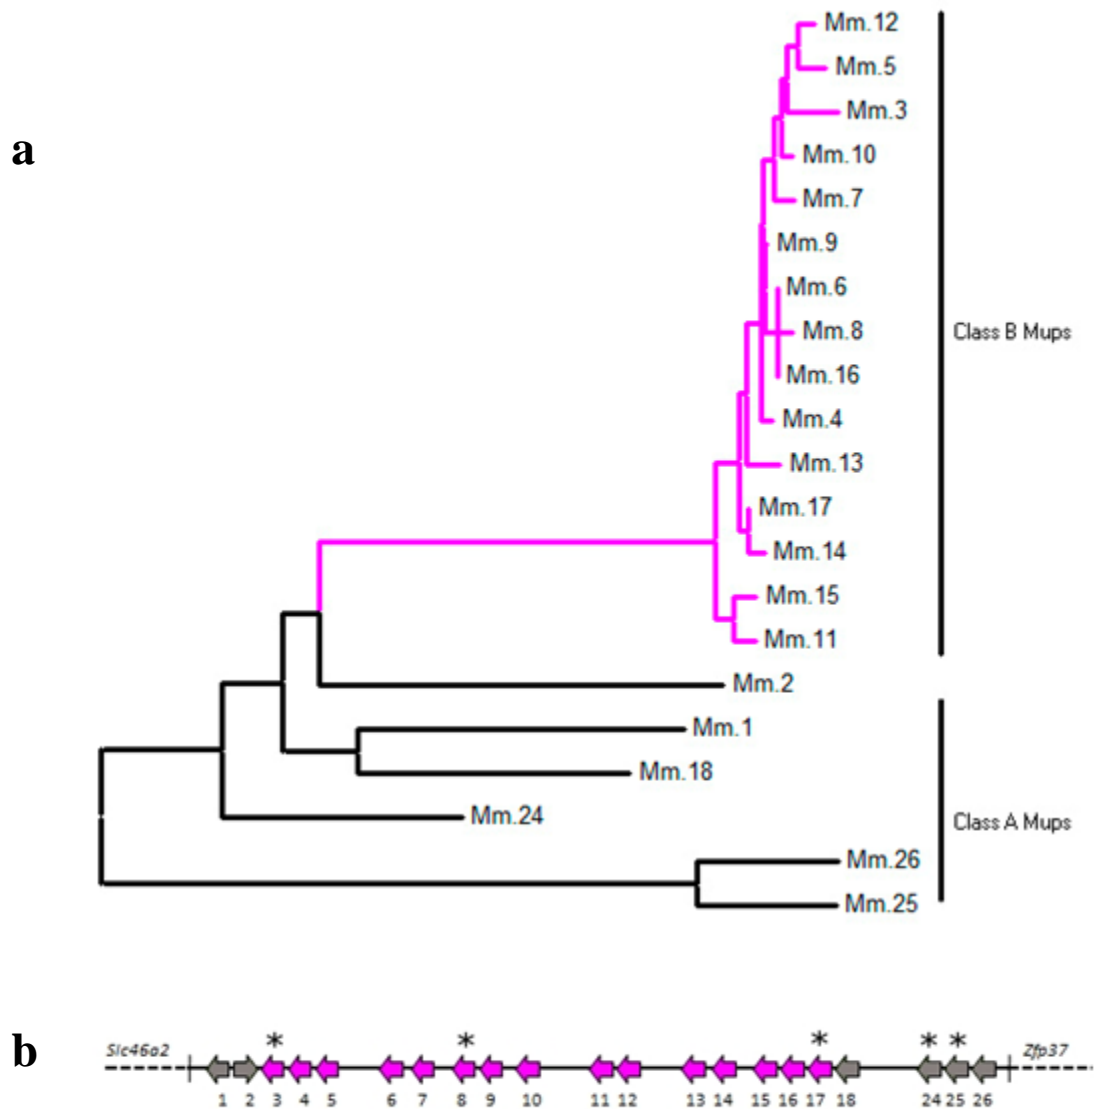 a
Mm.12
Mm.5
Mm.3
Mm.10
Mm.7
Mm.9
Mm.6
Mm.8
Mm.16
Mm.4
Mm.13
Mm.17
Mm.14
Mm.15
Mm.11
Mm.2
Mm.1
Mm.18
Mm.24
Mm.26
Mm.25
Class B Mups
Class A Mups
b
Slc46a2 * * * * * Zfp37
1 2 3 4 5 6 7 8 9 10 11 12 13 14 15 16 17 18 24 25 26